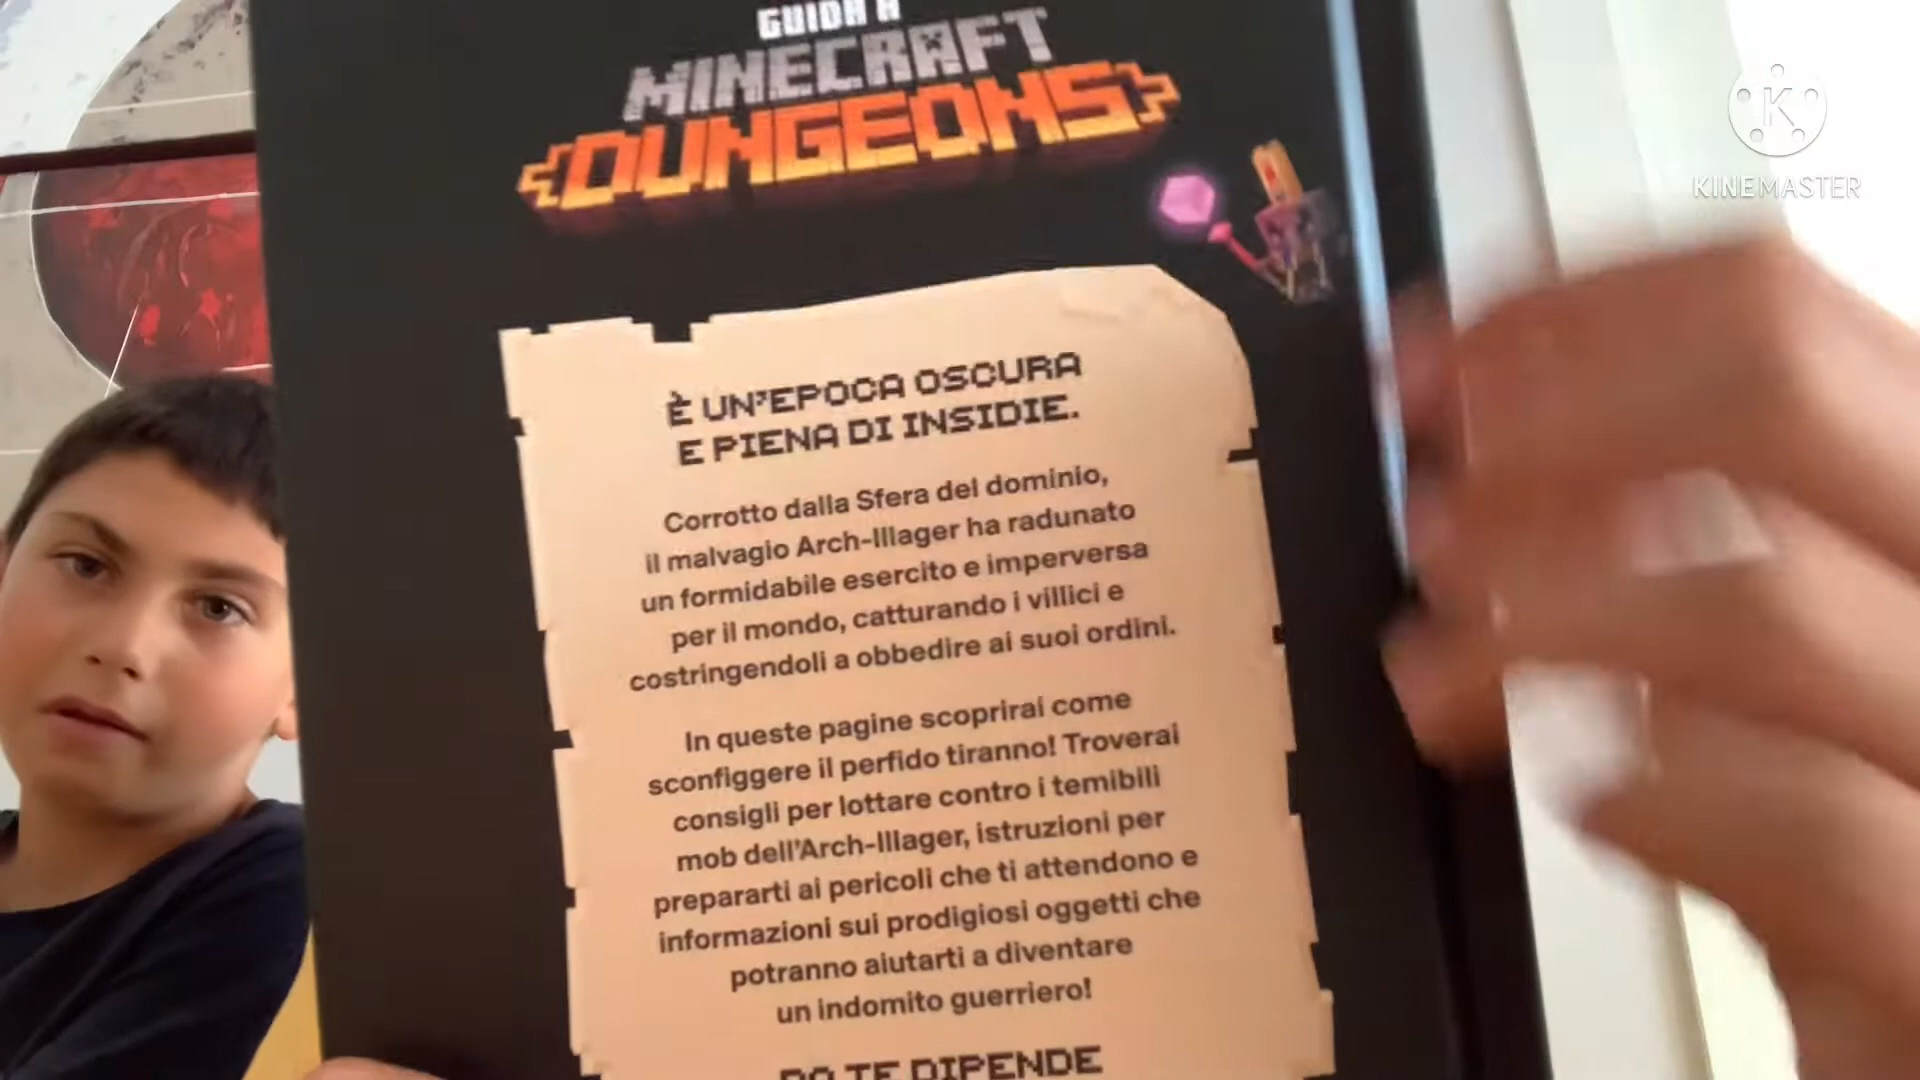 GUIDA A
MINECRAFT
DUNGEONS
KINEMASTER
È UN'EPOCA OSCURA
E PIENA DI INSIDIE.
Corrotto dalla Sfera del dominio,
il malvagio Arch-Illager ha radunato
un formidabile esercito e imperversa
per il mondo, catturando i villici e
costringendoli a obbedire ai suoi ordini.
In queste pagine scoprirai come
sconfiggere il perfido tiranno! Troverai
consigli per lottare contro i temibili
mob dell'Arch-Illager, istruzioni per
prepararti ai pericoli che ti attendono e
informazioni sui prodigiosi oggetti che
potranno aiutarti a diventare
un indomito guerriero!
DA TE DIPENDE